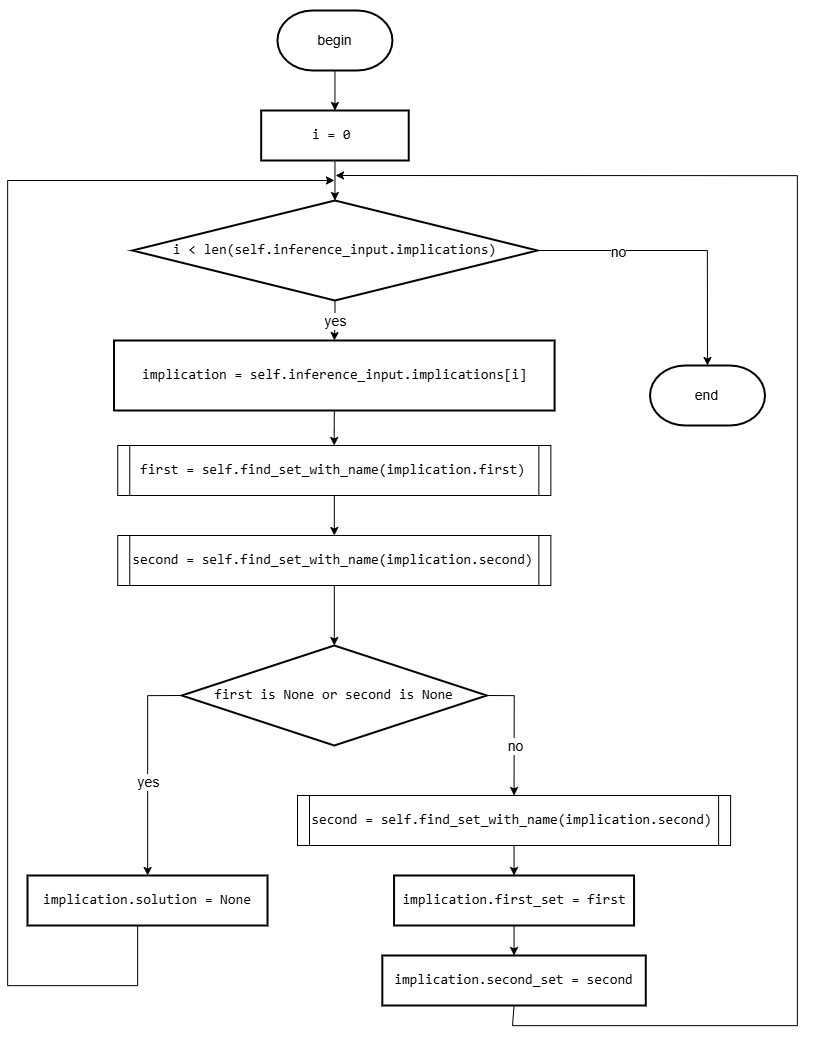 begin
i = 0
i < len(self.inference_input.implications)
no
yes
implication = self.inference_input.implications[i]
end
first = self.find_set_with_name(implication.first)
second = self.find_set_with_name(implication.second)
first is None or second is None
no
yes
second = self.find_set_with_name(implication.second)
implication.solution = None
implication.first_set = first
implication.second_set = second